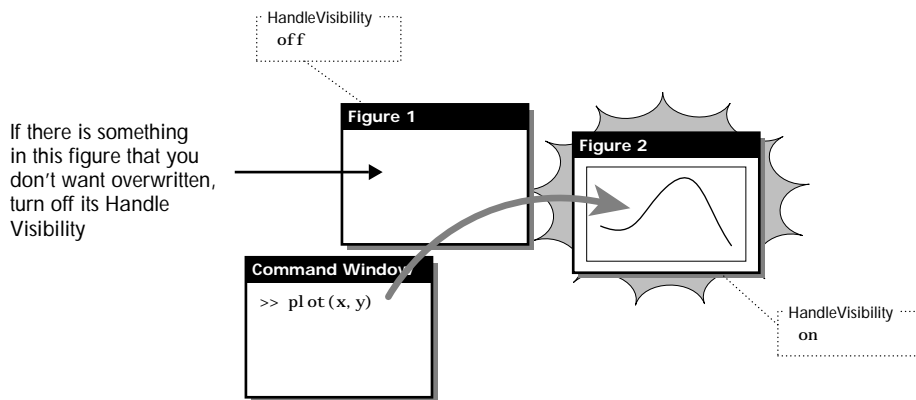 HandleVisibility
off
Figure 1
If there is something
in this figure that you
don't want overwritten,
turn off its Handle
Visibility
Figure 2
Command Window
>> plot(x, y)
HandleVisibility
on